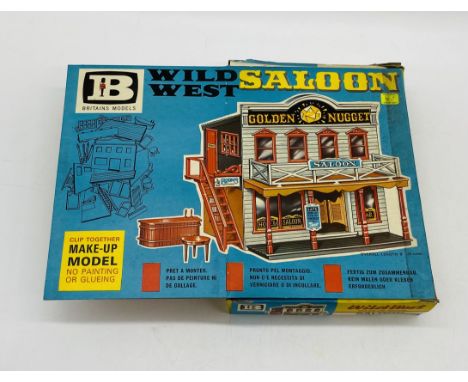 B
BRITAINS MODELS
WILD
WEST
SALOON
GOLDEN NUGGET
SALOON
SALOON
CLIP TOGETHER
MAKE-UP
MODEL
NO PAINTING
OR GLUEING
PRET A MONTER.
PAS DE PEINTURE NI
DE COLLAGE.
PRONTO PEL MONTAGGIO.
NON C'E NECESSITA DI
VERNICIARE O DI INCOLLARE.
FERTIG ZUM ZUSAMMENBAU.
KEIN MALEN ODER KLEBEN
ERFORDERLICH
B